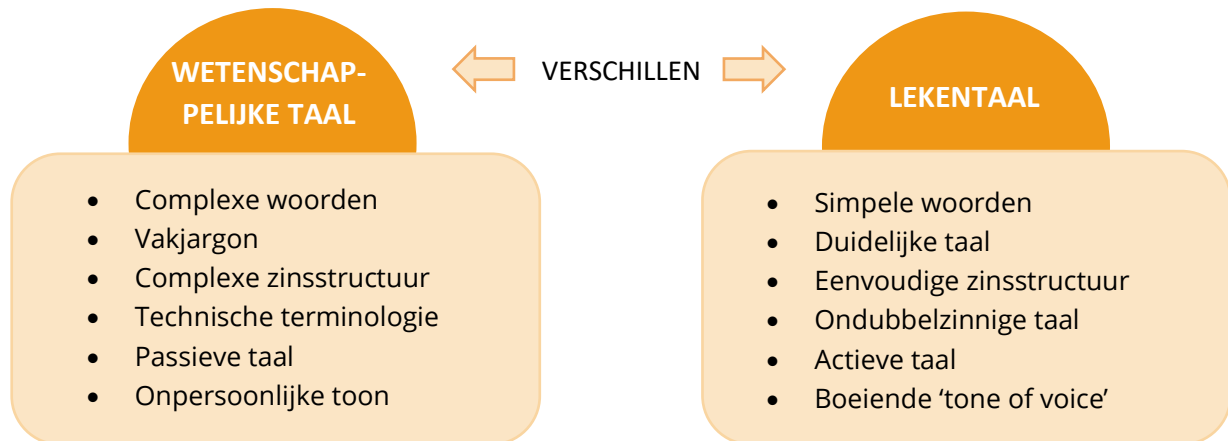 WETENSCHAP-
PELIJKE TAAL
VERSCHILLEN
LEKENTAAL
• Complexe woorden
• Vakjargon
• Complexe zinsstructuur
• Technische terminologie
• Passieve taal
• Onpersoonlijke toon
• Simpele woorden
• Duidelijke taal
• Eenvoudige zinsstructuur
• Ondubbelzinnige taal
• Actieve taal
• Boeiende ‘tone of voice’